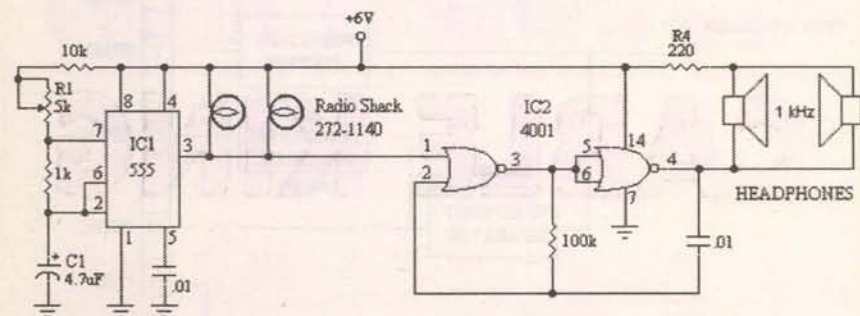 +6V
10k
R4
220
R1
5k
8
4
Radio Shack
272-1140
IC2
4001
1 kHz
7
IC1
555
3
14
1
2
3
5
6
4
1k
6
2
7
HEADPHONES
1
5
100k
.01
C1
+
4.7uF
.01